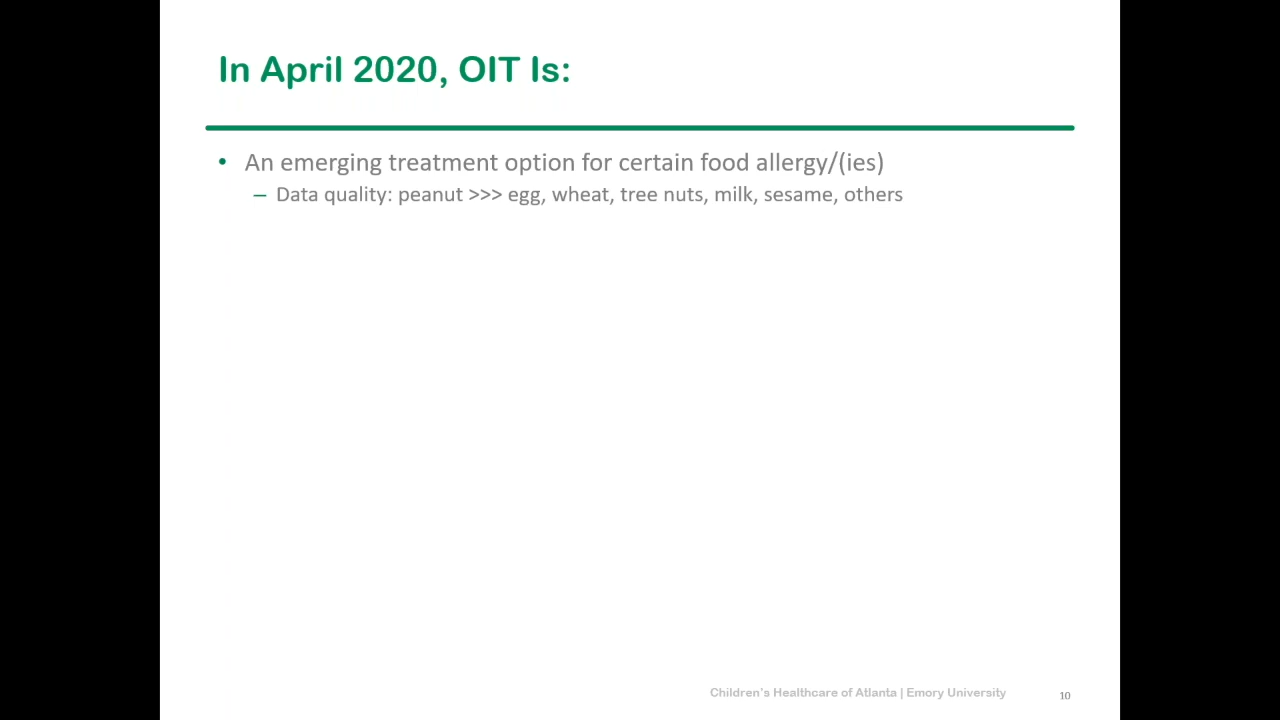 In April 2020, OIT Is:
• An emerging treatment option for certain food allergy/(ies)
– Data quality: peanut >>> egg, wheat, tree nuts, milk, sesame, others
Children's Healthcare of Atlanta | Emory University
10